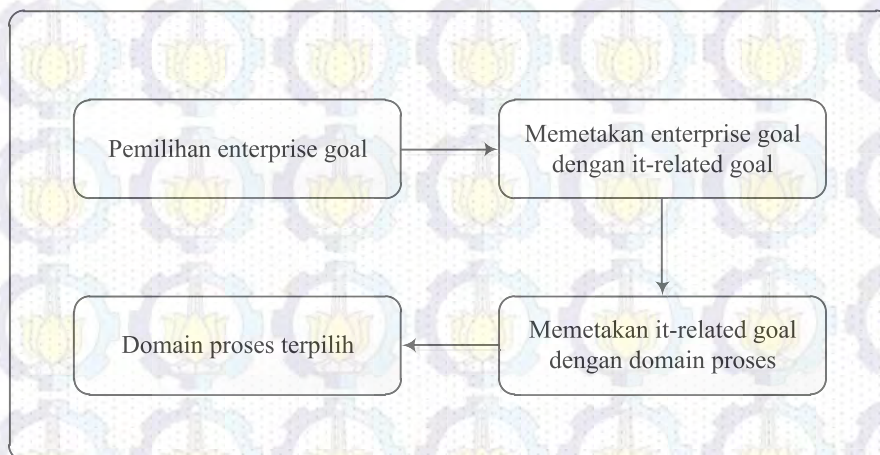 Pemilihan enterprise goal
Memetakan enterprise goal
dengan it-related goal
Memetakan it-related goal
dengan domain proses
Domain proses terpilih